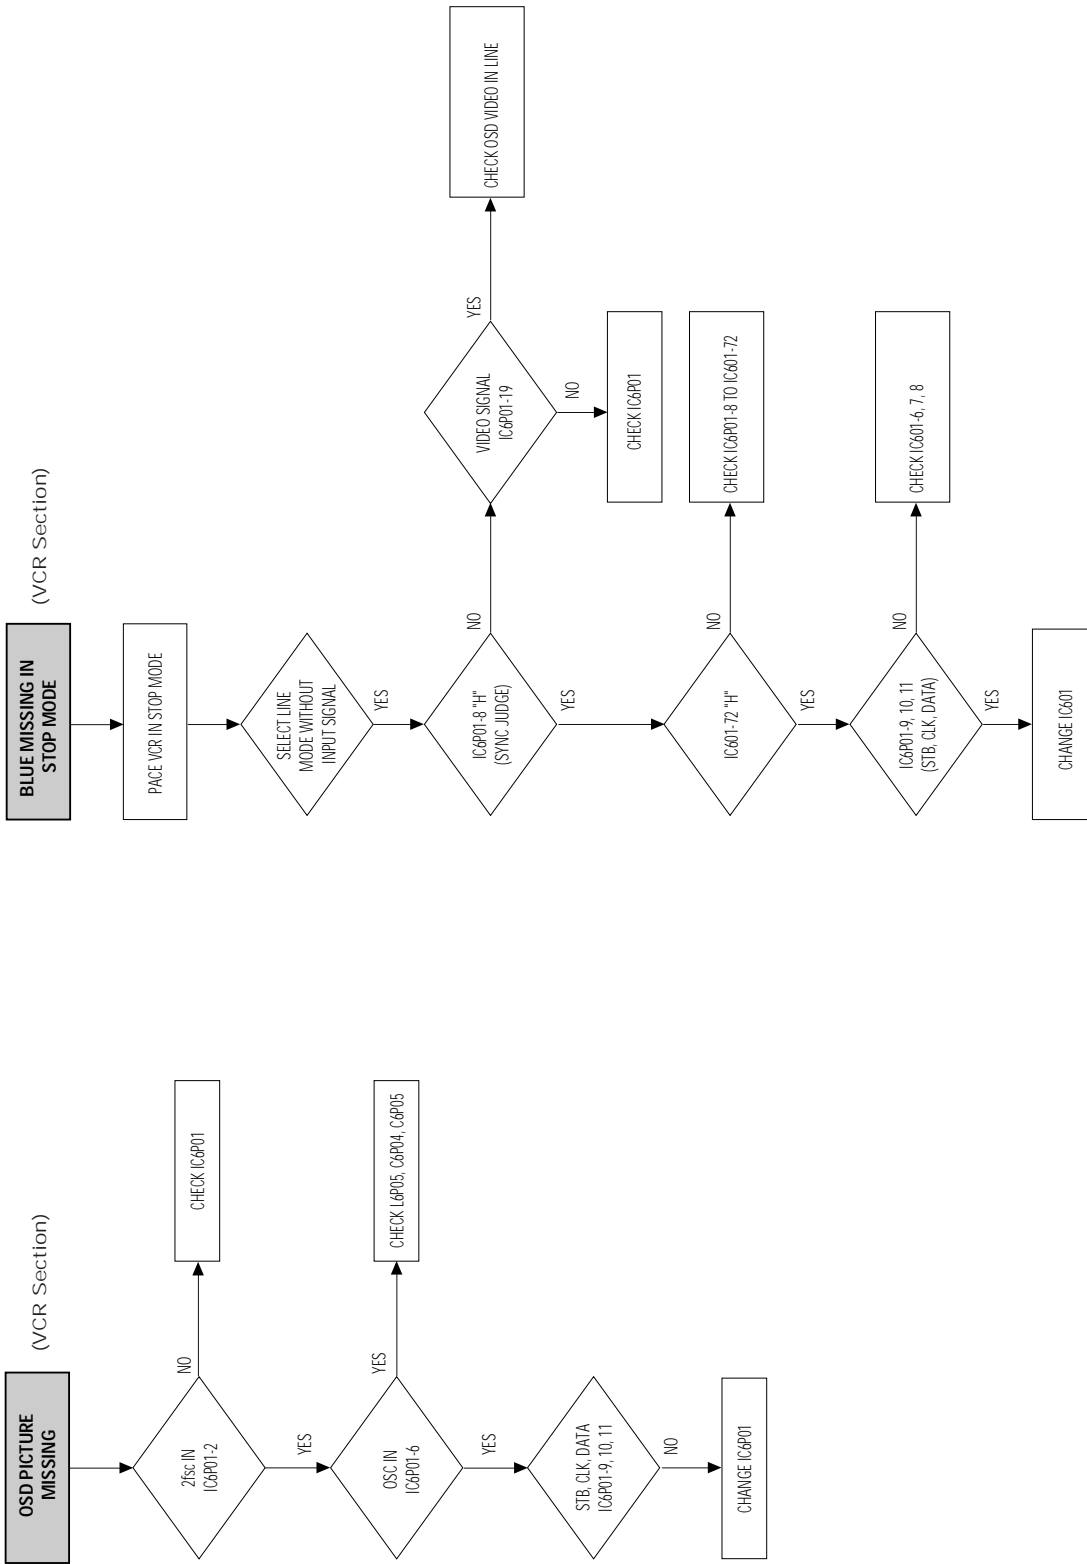 OSD PICTURE
MISSING
(VCR Section)
2fsc IN
IC6P01-2
NO
CHECK IC6P01
YES
OSC IN
IC6P01-6
YES
CHECK L6P05, C6P04, C6P05
YES
STB, CLK, DATA
IC6P01-9, 10, 11
NO
CHANGE IC6P01
BLUE MISSING IN
STOP MODE
(VCR Section)
PACE VCR IN STOP MODE
SELECT LINE
MODE WITHOUT
INPUT SIGNAL
YES
IC6P01-8 "H"
(SYNC JUDGE)
NO
VIDEO SIGNAL
IC6P01-19
YES
CHECK OSD VIDEO IN LINE
NO
CHECK IC6P01
YES
IC601-72 "H"
NO
CHECK IC6P01-8 TO IC601-72
YES
IC6P01-9, 10, 11
(STB, CLK, DATA)
NO
CHECK IC601-6, 7, 8
YES
CHANGE IC601